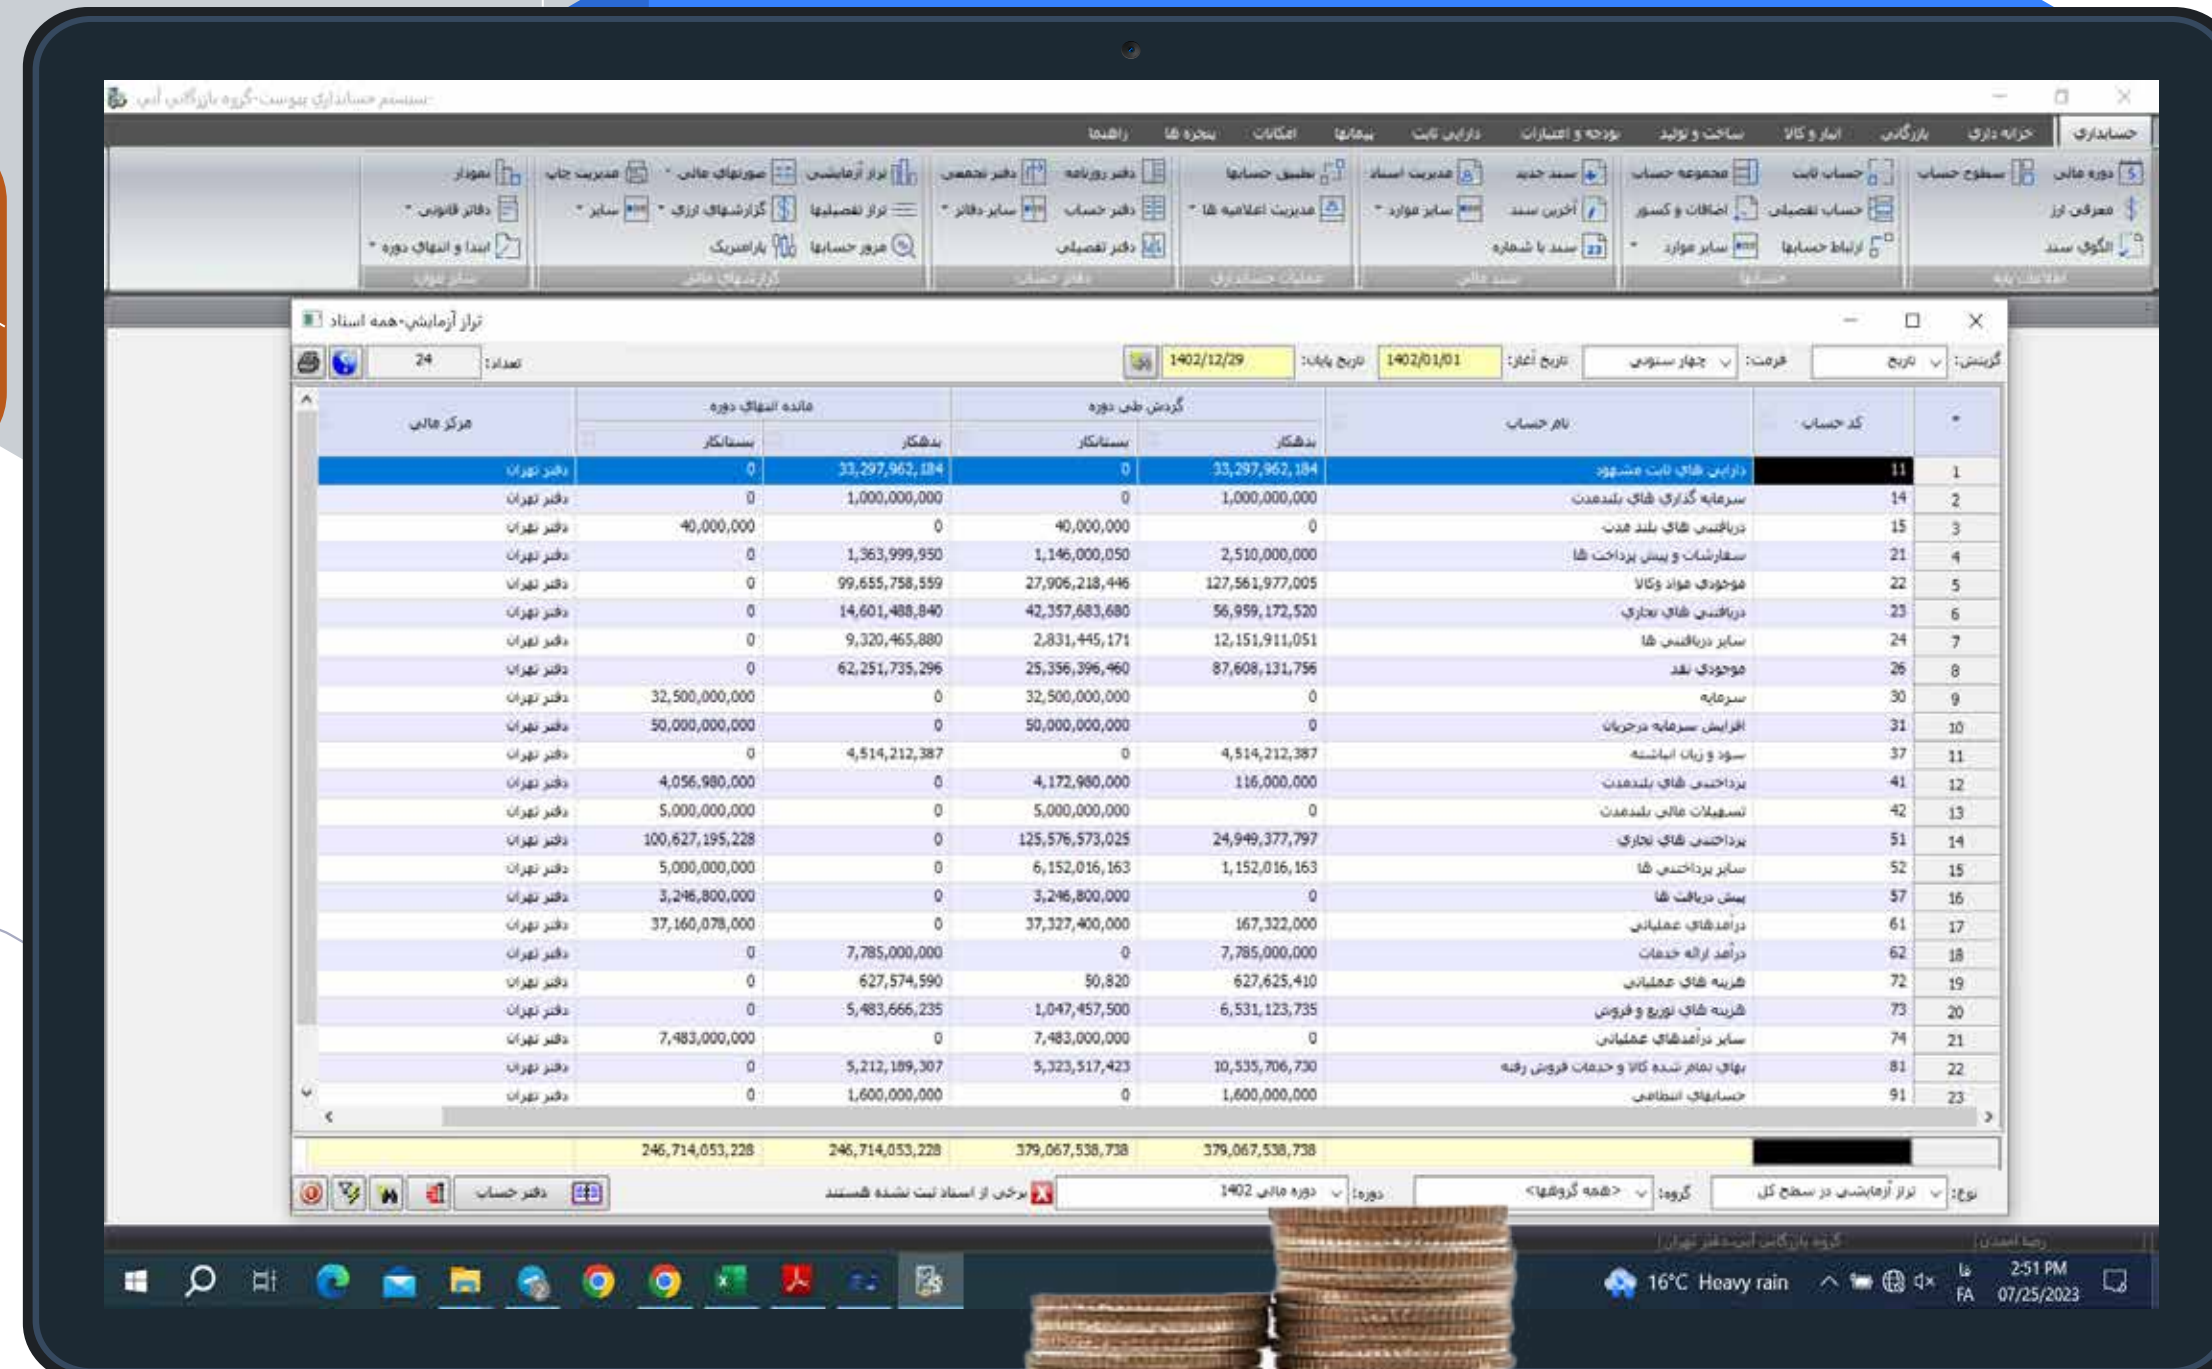 سیستم حسابداری پیوست-گروه بازرگانی آبی-
حسابداری خزانه داری بازرگانی انبار و کالا ساخت و تولید بودجه و اعتبارات دارایی ثابت پیمانها امکانات پنجره ها راهنما
دوره مالی سطوح حساب حساب ثابت مجموعه حساب سند جدید مدیریت اسناد تطبیق حسابها دفتر روزنامه دفتر تجمعی تراز آزمایشی صورتهای مالی مدیریت چاپ نمودار
معرفی ارز حساب تفصیلی اضافات و کسور آخرین سند سایر موارد مدیریت اعلامیه ها دفتر حساب سایر دفاتر تراز تفصیلیها گزارشهای ارزی سایر دفاتر قانونی
الگوی سند ارتباط حسابها سایر موارد سند با شماره دفتر تفصیلی مرور حسابها پارامتریک ابتدا و انتهای دوره
اطلاعات پایه حسابها سند مالی عملیات حسابداری دفاتر حساب گزارشهای مالی
تراز آزمایشی-همه اسناد
گزینش: تاریخ فرمت: چهار ستونی تاریخ آغاز: 1402/01/01 تاریخ پایان: 1402/12/29 تعداد: 24
* کد حساب نام حساب گردش طی دوره مانده انتهای دوره مرکز مالی
بدهکار بستانکار بدهکار بستانکار
1 11 دارایی های ثابت مشهود 33,297,962,184 0 33,297,962,184 0 دفتر تهران
2 14 سرمایه گذاری های بلندمدت 1,000,000,000 0 1,000,000,000 0 دفتر تهران
3 15 دریافتنی های بلند مدت 0 40,000,000 0 40,000,000 دفتر تهران
4 21 سفارشات و پیش پرداخت ها 2,510,000,000 1,146,000,050 1,363,999,950 0 دفتر تهران
5 22 موجودی مواد وکالا 127,561,977,005 27,906,218,446 99,655,758,559 0 دفتر تهران
6 23 دریافتنی های تجاری 56,959,172,520 42,357,683,680 14,601,488,840 0 دفتر تهران
7 24 سایر دریافتنی ها 12,151,911,051 2,831,445,171 9,320,465,880 0 دفتر تهران
8 26 موجودی نقد 87,608,131,756 25,356,396,460 62,251,735,296 0 دفتر تهران
9 30 سرمایه 0 32,500,000,000 0 32,500,000,000 دفتر تهران
10 31 افزایش سرمایه درجریان 0 50,000,000,000 0 50,000,000,000 دفتر تهران
11 37 سود و زیان انباشته 4,514,212,387 0 4,514,212,387 0 دفتر تهران
12 41 پرداختنی های بلندمدت 116,000,000 4,172,980,000 0 4,056,980,000 دفتر تهران
13 42 تسهیلات مالی بلندمدت 0 5,000,000,000 0 5,000,000,000 دفتر تهران
14 51 پرداختنی های تجاری 24,949,377,797 125,576,573,025 0 100,627,195,228 دفتر تهران
15 52 سایر پرداختنی ها 1,152,016,163 6,152,016,163 0 5,000,000,000 دفتر تهران
16 57 پیش دریافت ها 0 3,246,800,000 0 3,246,800,000 دفتر تهران
17 61 درآمدهای عملیاتی 167,322,000 37,327,400,000 0 37,160,078,000 دفتر تهران
18 62 درآمد ارائه خدمات 7,785,000,000 0 7,785,000,000 0 دفتر تهران
19 72 هزینه های عملیاتی 627,625,410 50,820 627,574,590 0 دفتر تهران
20 73 هزینه های توزیع و فروش 6,531,123,735 1,047,457,500 5,483,666,235 0 دفتر تهران
21 74 سایر درآمدهای عملیاتی 0 7,483,000,000 0 7,483,000,000 دفتر تهران
22 81 بهای تمام شده کالا و خدمات فروش رفته 10,535,706,730 5,323,517,423 5,212,189,307 0 دفتر تهران
23 91 حسابهای انتظامی 1,600,000,000 0 1,600,000,000 0 دفتر تهران
379,067,538,738 379,067,538,738 246,714,053,228 246,714,053,228
نوع: تراز آزمایشی در سطح کل گروه: <همه گروهها> دوره: دوره مالی 1402 برخی از اسناد ثبت نشده هستند دفتر حساب
16°C Heavy rain فا FA 2:51 PM 07/25/2023